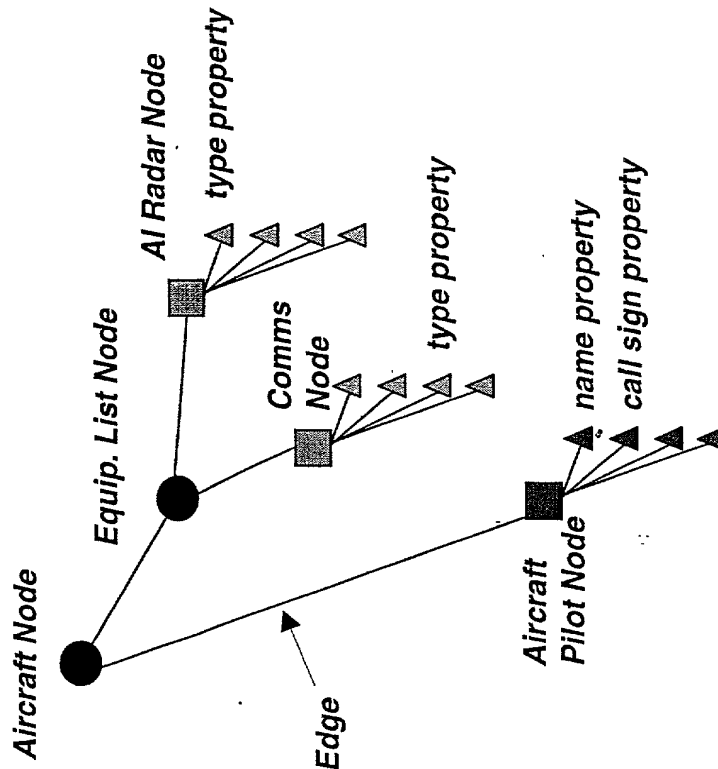 Aircraft Node
Equip. List Node
AI Radar Node
type property
Comms
Node
type property
Edge
Aircraft
Pilot Node
name property
call sign property